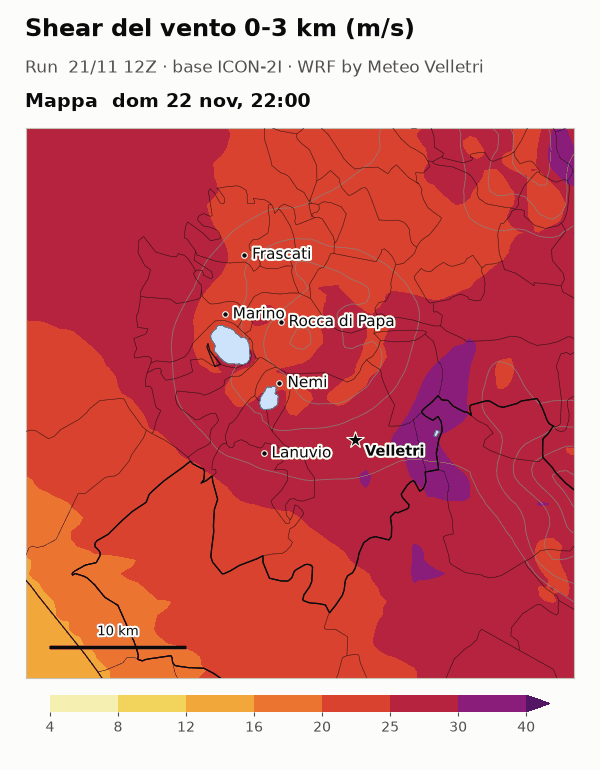 Shear del vento 0-3 km (m/s)
Run  21/11 12Z · base ICON-2I · WRF by Meteo Velletri
Mappa  dom 22 nov, 22:00
Frascati
Marino
Rocca di Papa
Nemi
Velletri
Lanuvio
10 km
4 8 12 16 20 25 30 40